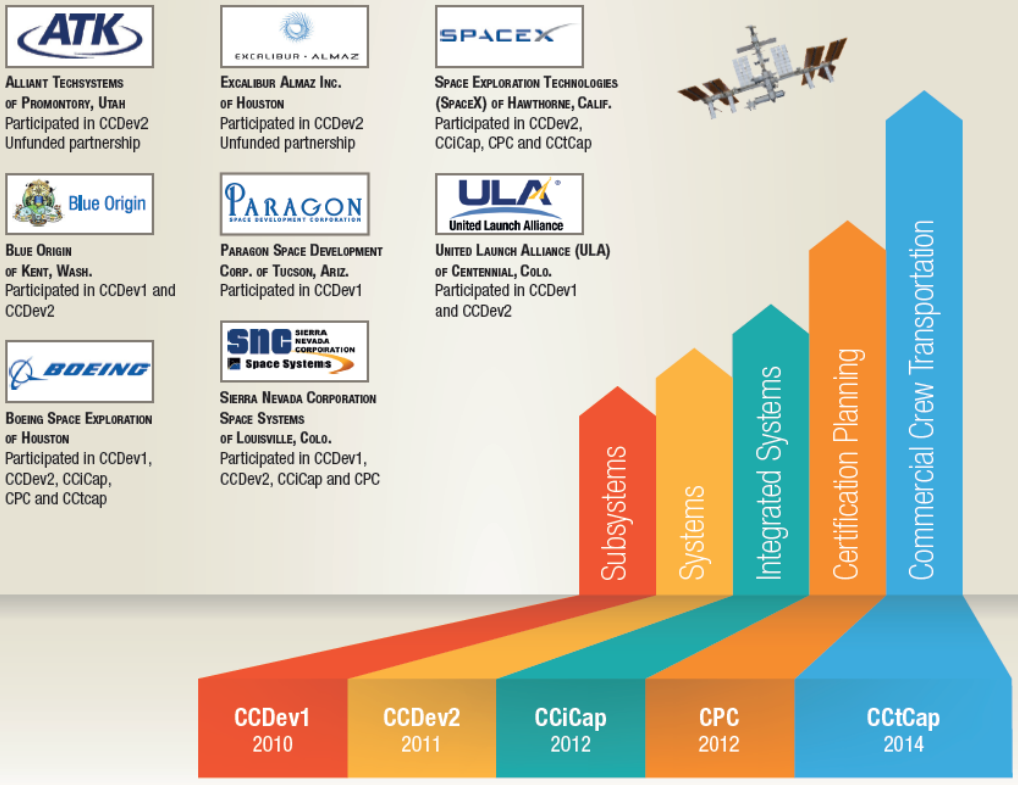 ATK
ALLIANT TECHSYSTEMS
OF PROMONTORY, UTAH
Participated in CCDev2
Unfunded partnership
Blue Origin
BLUE ORIGIN
OF KENT, WASH.
Participated in CCDev1 and
CCDev2
BOEING
BOEING SPACE EXPLORATION
OF HOUSTON
Participated in CCDev1,
CCDev2, CCiCap,
CPC and CCtcap
EXCALIBUR · ALMAZ
EXCALIBUR ALMAZ INC.
OF HOUSTON
Participated in CCDev2
Unfunded partnership
PARAGON
SPACE DEVELOPMENT CORPORATION
PARAGON SPACE DEVELOPMENT
CORP. OF TUCSON, ARIZ.
Participated in CCDev1
snc SIERRA
NEVADA
CORPORATION
Space Systems
SIERRA NEVADA CORPORATION
SPACE SYSTEMS
OF LOUISVILLE, COLO.
Participated in CCDev1,
CCDev2, CCiCap and CPC
SPACEX
SPACE EXPLORATION TECHNOLOGIES
(SPACEX) OF HAWTHORNE, CALIF.
Participated in CCDev2,
CCiCap, CPC and CCtCap
ULA®
United Launch Alliance
UNITED LAUNCH ALLIANCE (ULA)
OF CENTENNIAL, COLO.
Participated in CCDev1
and CCDev2
Subsystems
Systems
Integrated Systems
Certification Planning
Commercial Crew Transportation
CCDev1
2010
CCDev2
2011
CCiCap
2012
CPC
2012
CCtCap
2014